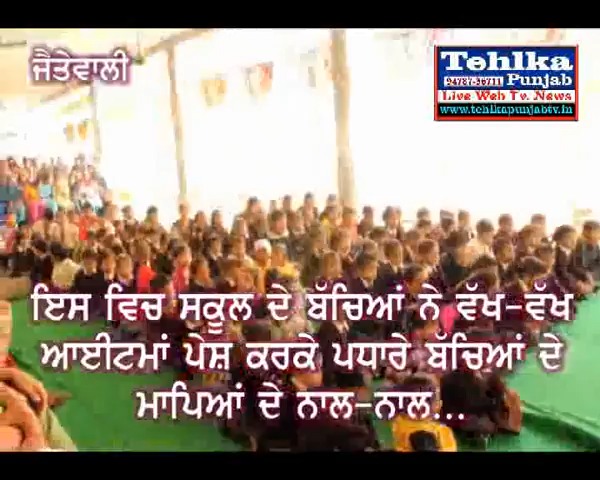 ਜੈਤੇਵਾਲੀ
Tehlka
94787-36711 Punjab
Live Web Tv. News
www.tehlkapunjabtv.in
ਇਸ ਵਿਚ ਸਕੂਲ ਦੇ ਬੱਚਿਆਂ ਨੇ ਵੱਖ-ਵੱਖ
ਆਈਟਮਾਂ ਪੇਸ਼ ਕਰਕੇ ਪਧਾਰੇ ਬੱਚਿਆਂ ਦੇ
ਮਾਪਿਆਂ ਦੇ ਨਾਲ-ਨਾਲ...